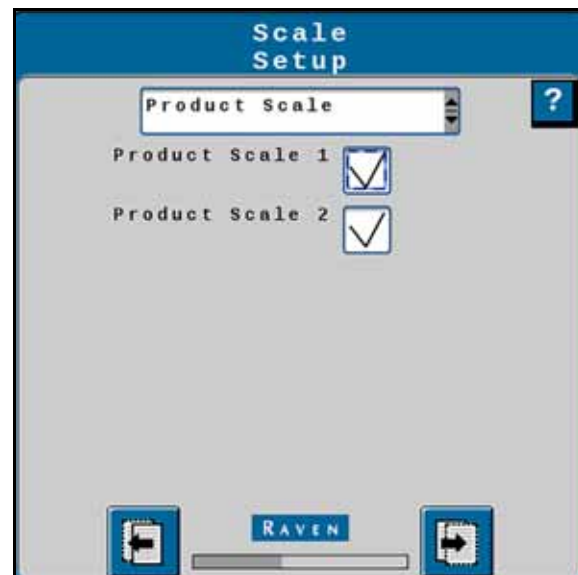 Scale
Setup
Product Scale
?
Product Scale 1
Product Scale 2
RAVEN